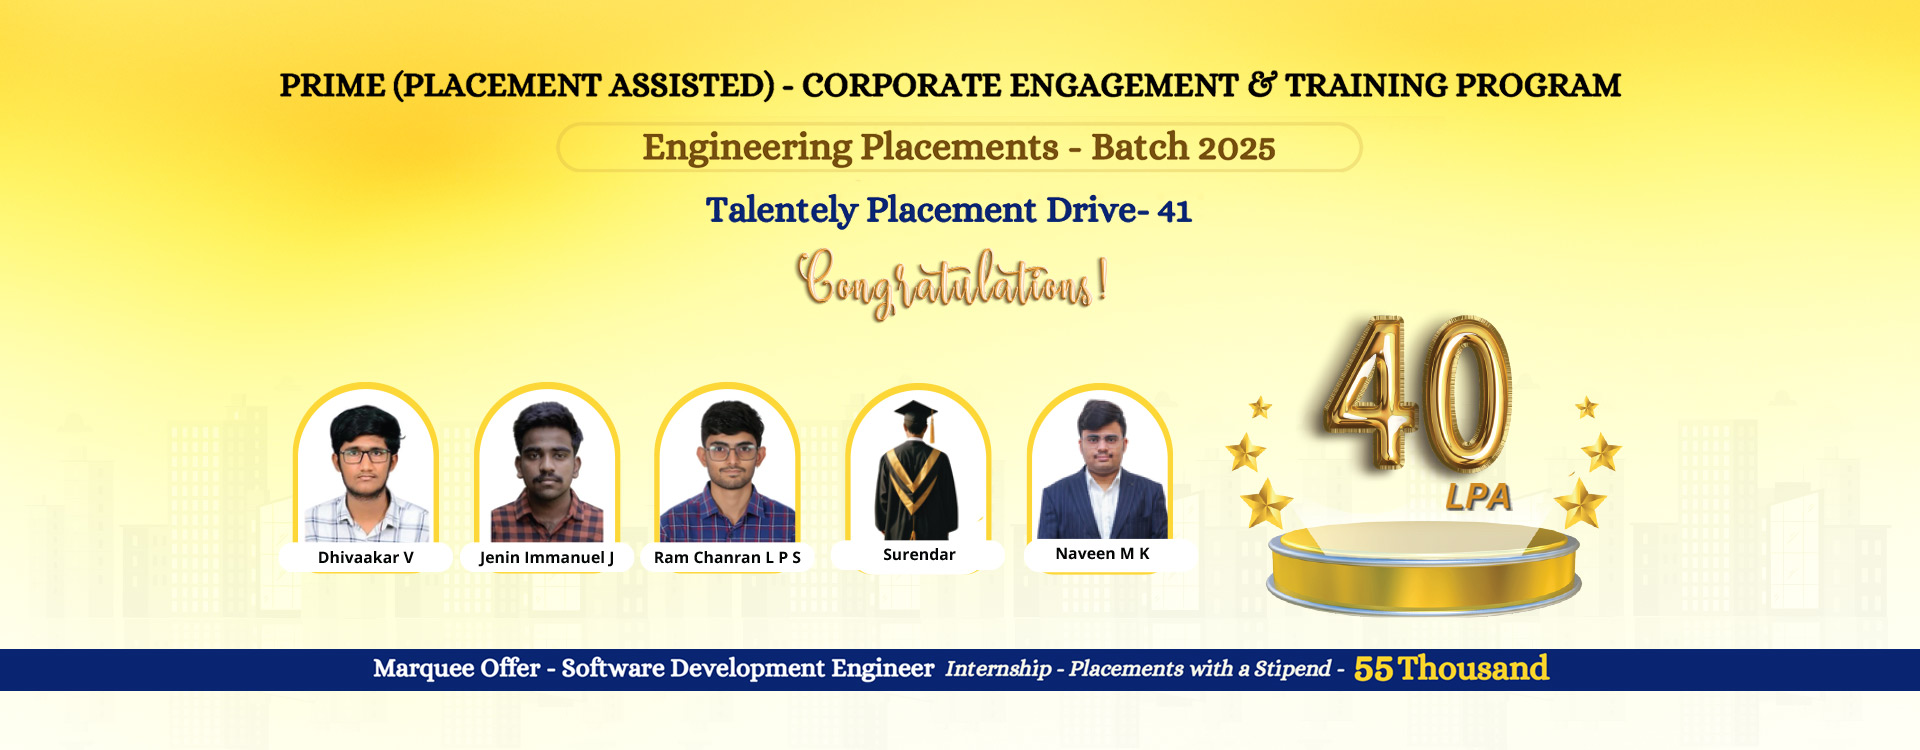 PRIME (PLACEMENT ASSISTED) - CORPORATE ENGAGEMENT & TRAINING PROGRAM
Engineering Placements - Batch 2025
Talentely Placement Drive- 41
Congratulations!
40
LPA
Dhivaakar V
Jenin Immanuel J
Ram Chanran L P S
Surendar
Naveen M K
Marquee Offer - Software Development Engineer Internship - Placements with a Stipend - 55 Thousand